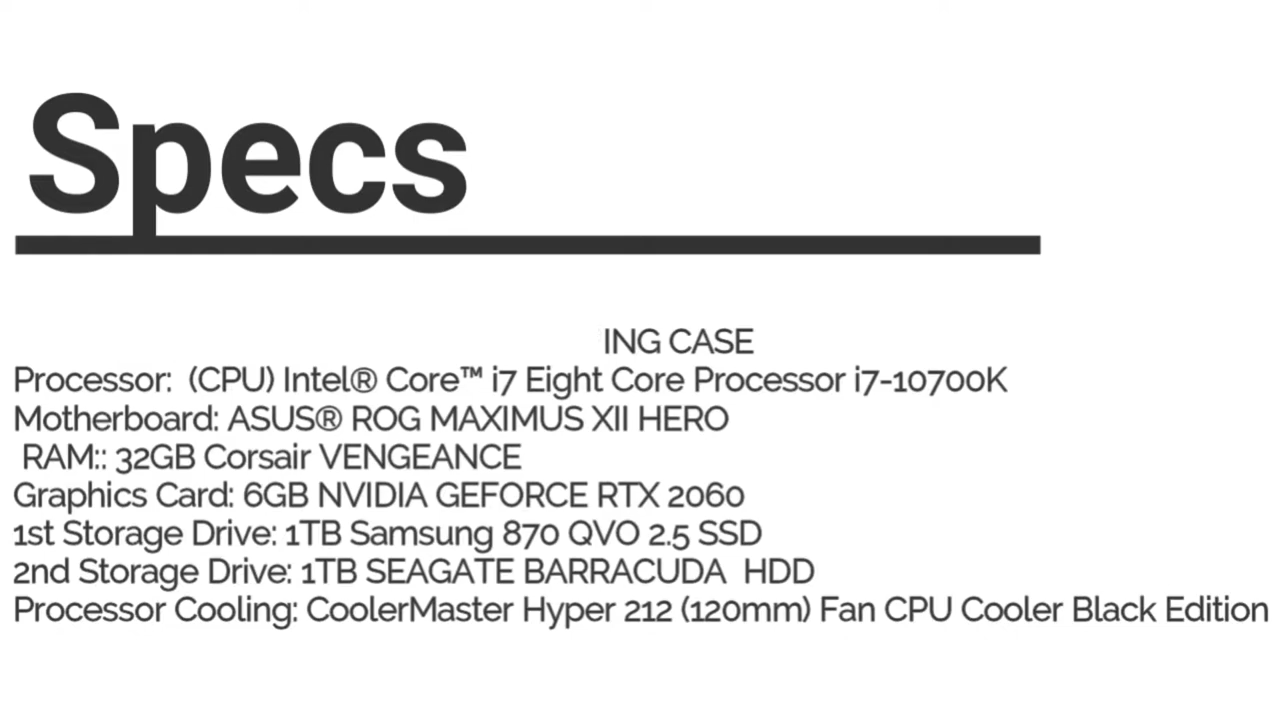 Specs
ING CASE
Processor:  (CPU) Intel® Core™ i7 Eight Core Processor i7-10700K
Motherboard: ASUS® ROG MAXIMUS XII HERO
RAM:: 32GB Corsair VENGEANCE
Graphics Card: 6GB NVIDIA GEFORCE RTX 2060
1st Storage Drive: 1TB Samsung 870 QVO 2.5 SSD
2nd Storage Drive: 1TB SEAGATE BARRACUDA  HDD
Processor Cooling: CoolerMaster Hyper 212 (120mm) Fan CPU Cooler Black Edition